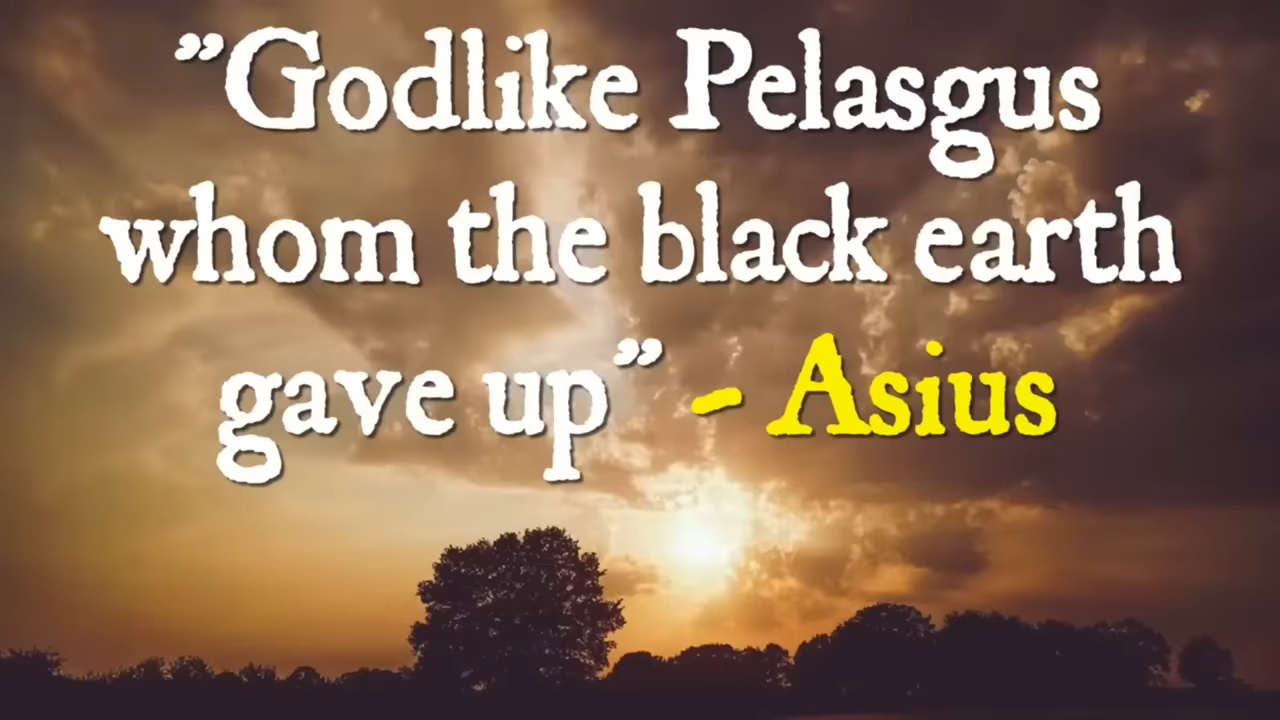 ”Godlike Pelasgus
whom the black earth
gave up” - Asius